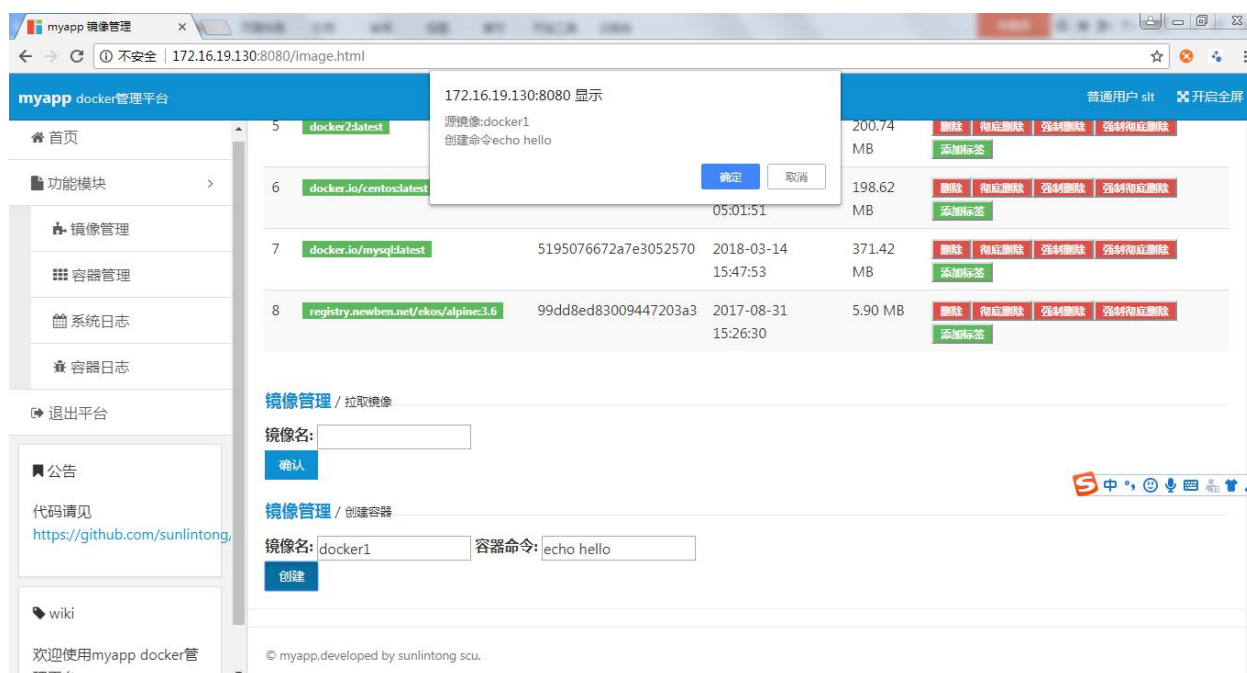 myapp 镜像管理
不安全 | 172.16.19.130:8080/image.html
172.16.19.130:8080 显示
源镜像:docker1
创建命令echo hello
确定 取消
myapp docker管理平台 普通用户 slt 开启全屏
首页
功能模块
镜像管理
容器管理
系统日志
容器日志
退出平台
公告
代码请见
https://github.com/sunlintong/
wiki
欢迎使用myapp docker管
5 docker2:latest 200.74 删除 彻底删除 强制删除 强制彻底删除
MB 添加标签
6 docker.io/centos:latest 198.62 删除 彻底删除 强制删除 强制彻底删除
05:01:51 MB 添加标签
7 docker.io/mysql:latest 5195076672a7e3052570 2018-03-14 371.42 删除 彻底删除 强制删除 强制彻底删除
15:47:53 MB 添加标签
8 registry.newben.net/ekos/alpine:3.6 99dd8ed83009447203a3 2017-08-31 5.90 MB 删除 彻底删除 强制删除 强制彻底删除
15:26:30 添加标签
镜像管理 / 拉取镜像
镜像名:
确认
镜像管理 / 创建容器
镜像名: docker1 容器命令: echo hello
创建
© myapp,developed by sunlintong scu.
中